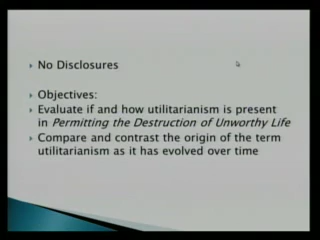 No Disclosures
Objectives:
Evaluate if and how utilitarianism is present
in Permitting the Destruction of Unworthy Life
Compare and contrast the origin of the term
utilitarianism as it has evolved over time